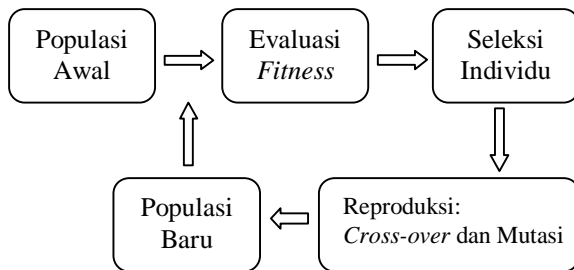 Populasi
Awal
Evaluasi
Fitness
Seleksi
Individu
Reproduksi:
Cross-over dan Mutasi
Populasi
Baru